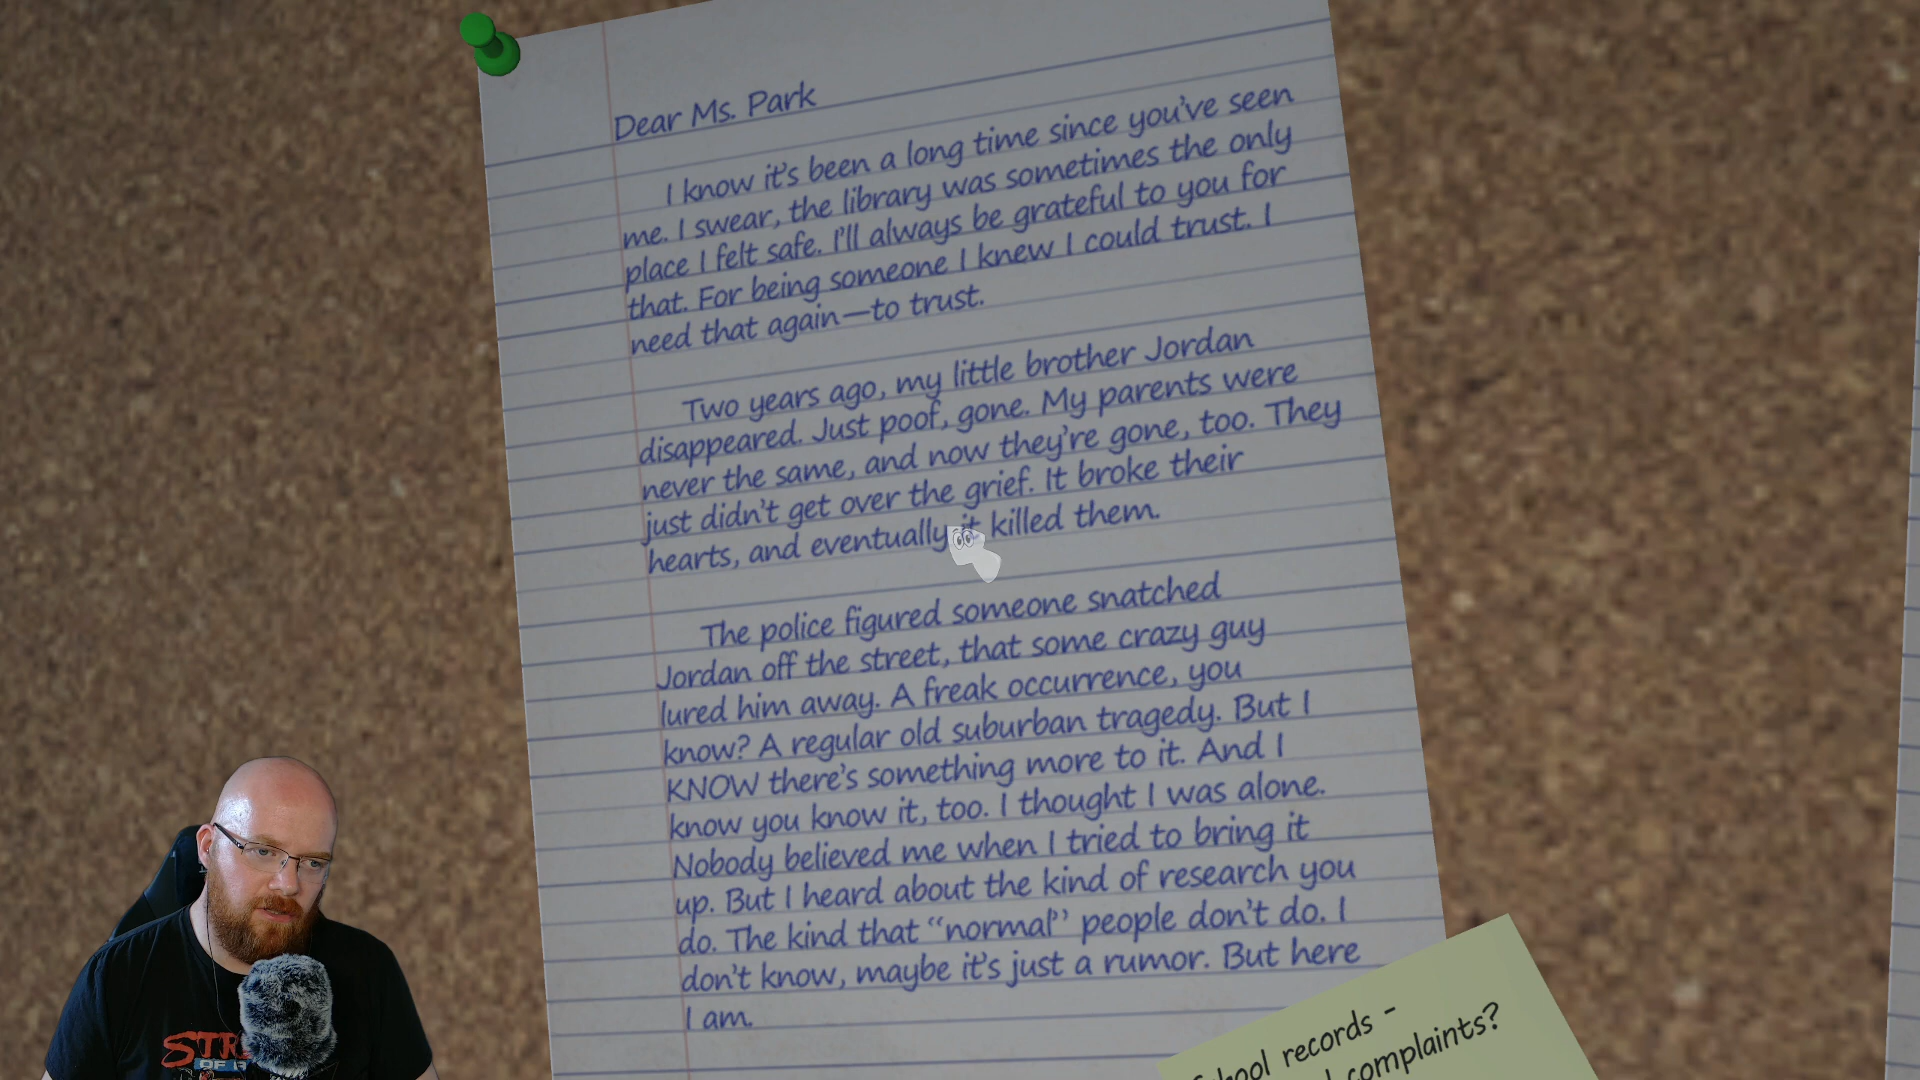 Dear Ms. Park
I know it's been a long time since you've seen
me. I swear, the library was sometimes the only
place I felt safe. I'll always be grateful to you for
that. For being someone I knew I could trust. I
need that again—to trust.
Two years ago, my little brother Jordan
disappeared. Just poof, gone. My parents were
never the same, and now they're gone, too. They
just didn't get over the grief. It broke their
hearts, and eventually it killed them.
The police figured someone snatched
Jordan off the street, that some crazy guy
lured him away. A freak occurrence, you
know? A regular old suburban tragedy. But I
KNOW there's something more to it. And I
know you know it, too. I thought I was alone.
Nobody believed me when I tried to bring it
up. But I heard about the kind of research you
do. The kind that “normal” people don't do. I
don't know, maybe it's just a rumor. But here
I am.
records -
complaints?
OF